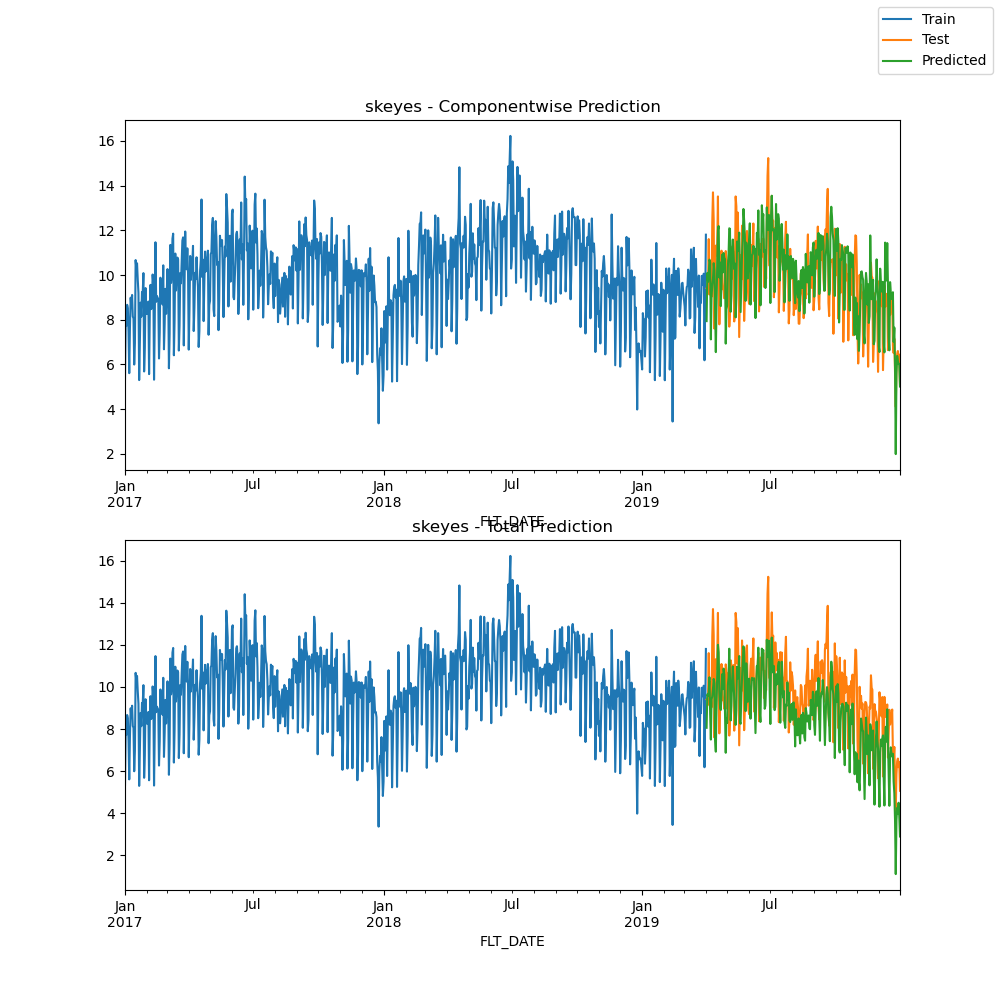 Train
Test
Predicted
skeyes - Componentwise Prediction
16
14
12
10
8
6
4
2
Jan Jul Jan Jul Jan Jul
2017 2018 2019
FLT_DATE
skeyes - Total Prediction
16
14
12
10
8
6
4
2
Jan Jul Jan Jul Jan Jul
2017 2018 2019
FLT_DATE